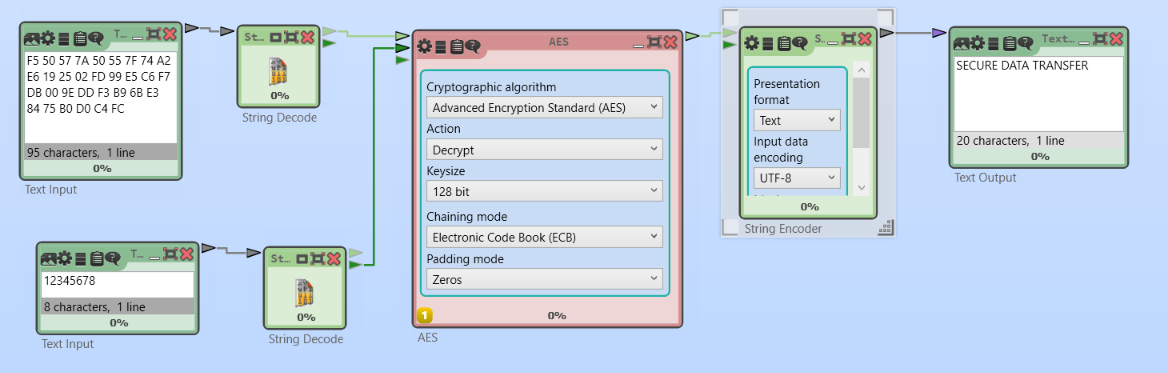 T...
F5 50 57 7A 50 55 7F 74 A2
E6 19 25 02 FD 99 E5 C6 F7
DB 00 9E DD F3 B9 6B E3
84 75 B0 D0 C4 FC
95 characters, 1 line
0%
Text Input
St...
0%
String Decode
T...
12345678
8 characters, 1 line
0%
Text Input
St...
0%
String Decode
AES
Cryptographic algorithm
Advanced Encryption Standard (AES)
Action
Decrypt
Keysize
128 bit
Chaining mode
Electronic Code Book (ECB)
Padding mode
Zeros
1
0%
AES
S...
Presentation
format
Text
Input data
encoding
UTF-8
0%
String Encoder
Text...
SECURE DATA TRANSFER
20 characters, 1 line
0%
Text Output